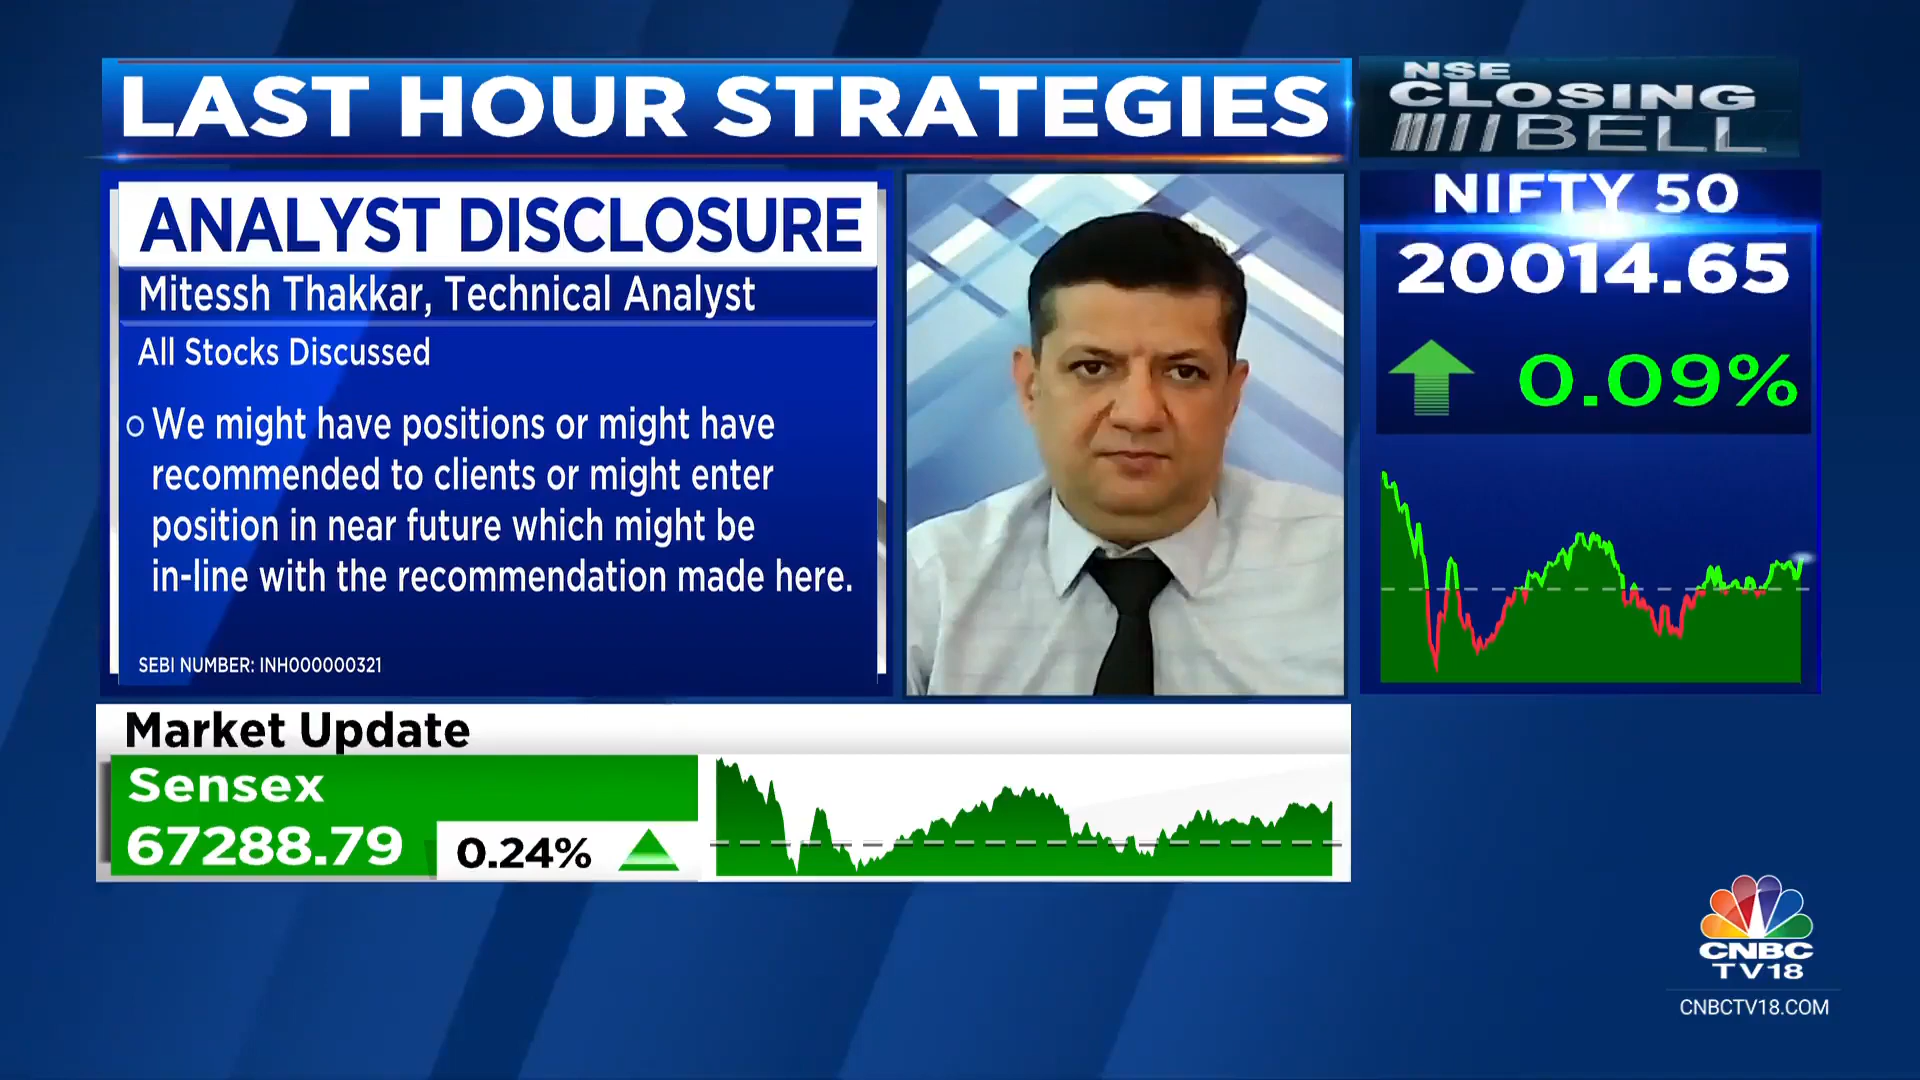 LAST HOUR STRATEGIES
NSE
CLOSING
BELL
ANALYST DISCLOSURE
Mitessh Thakkar, Technical Analyst
All Stocks Discussed
○ We might have positions or might have
recommended to clients or might enter
position in near future which might be
in-line with the recommendation made here.
SEBI NUMBER: INH000000321
NIFTY 50
20014.65
0.09%
Market Update
Sensex
67288.79
0.24%
CNBC
TV18
CNBCTV18.COM